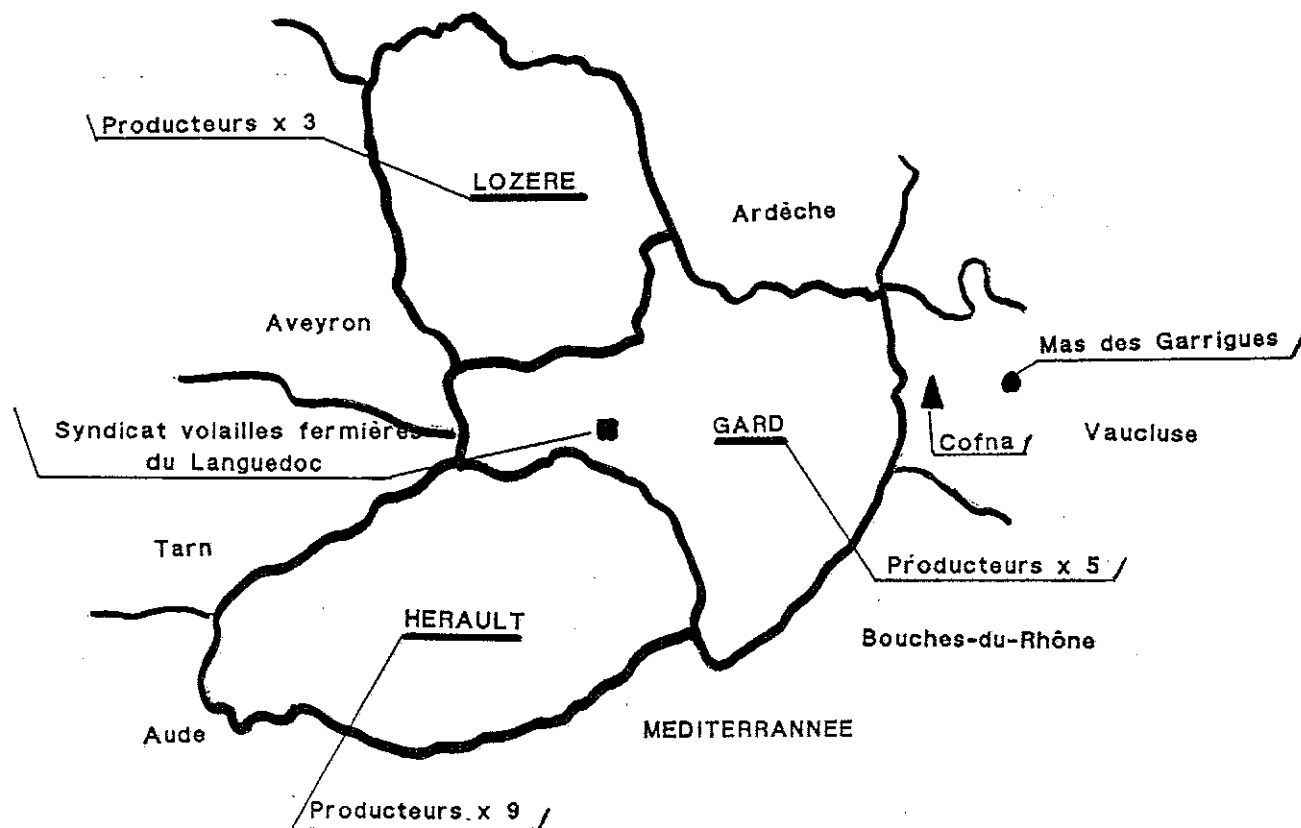 Producteurs x 3
LOZERE
Ardèche
Aveyron
Mas des Garrigues
Syndicat volailles fermières
du Languedoc
GARD
Cofna
Vaucluse
Tarn
Producteurs x 5
HERAULT
Bouches-du-Rhône
Aude
MEDITERRANNEE
Producteurs x 9